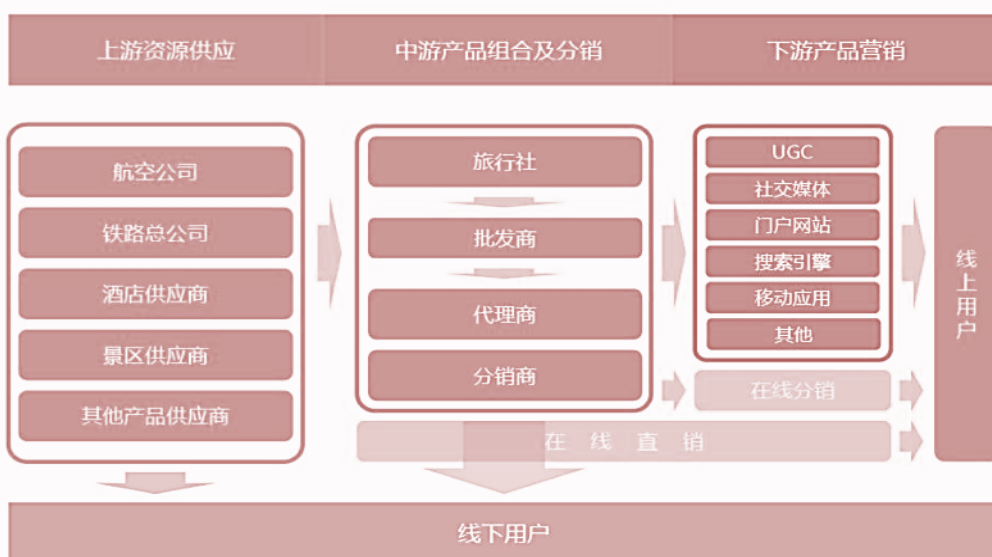 上游资源供应
中游产品组合及分销
下游产品营销
航空公司
铁路总公司
酒店供应商
景区供应商
其他产品供应商
旅行社
批发商
代理商
分销商
UGC
社交媒体
门户网站
搜索引擎
移动应用
其他
在线分销
在线直销
线上用户
线下用户